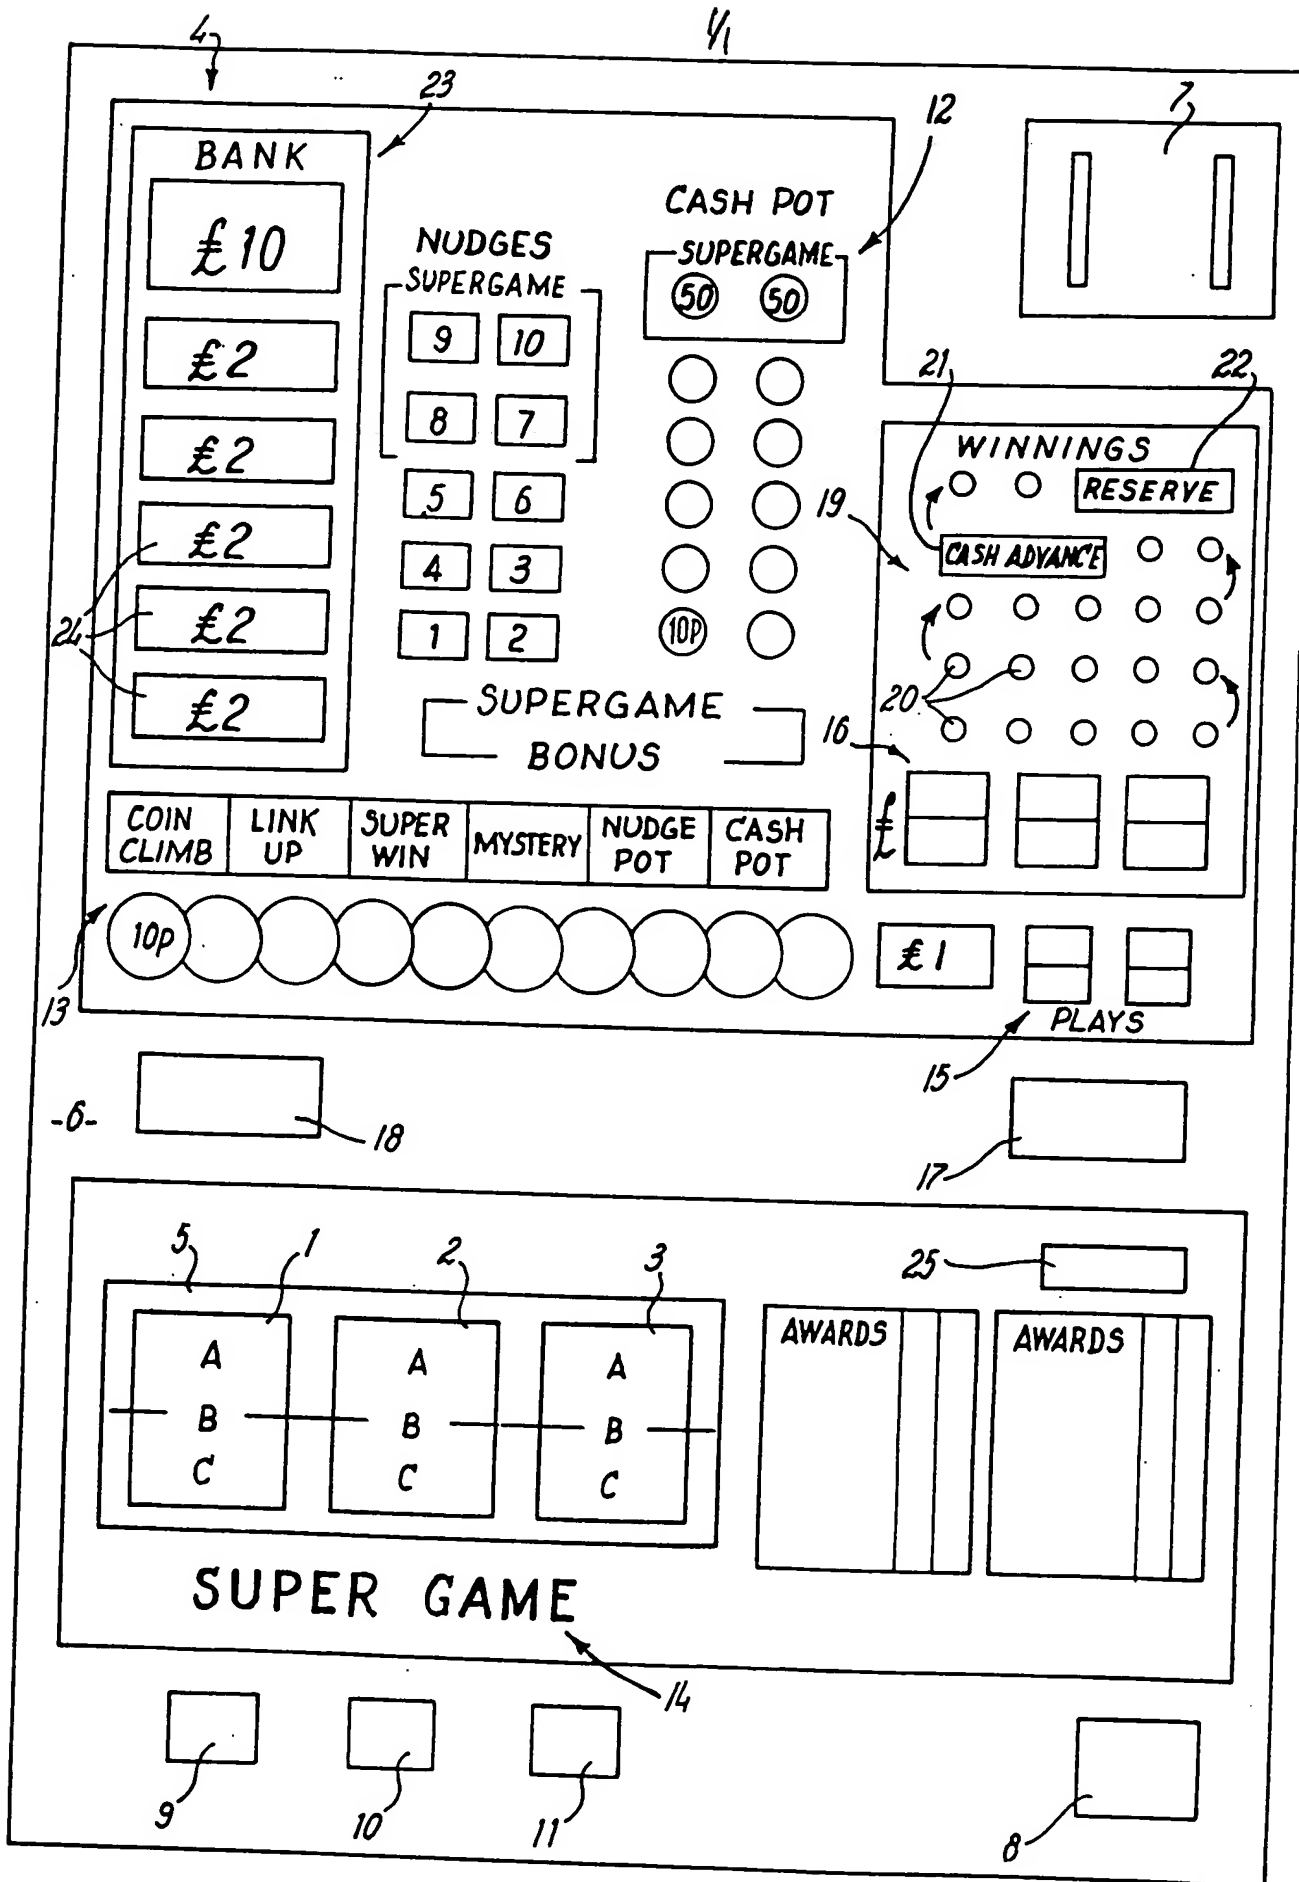 1/1
4
23
12
7
BANK
£10
£2
£2
£2
£2
£2
24
NUDGES
SUPERGAME
9 10
8 7
5 6
4 3
1 2
CASH POT
SUPERGAME
50 50
10P
SUPERGAME
BONUS
21
22
WINNINGS
RESERVE
19
CASH ADVANCE
20
16
£
COIN CLIMB
LINK UP
SUPER WIN
MYSTERY
NUDGE POT
CASH POT
10p
£1
PLAYS
13
15
-6-
18
17
5
1
2
3
25
A A A
B B B
C C C
AWARDS AWARDS
SUPER GAME
14
9
10
11
8